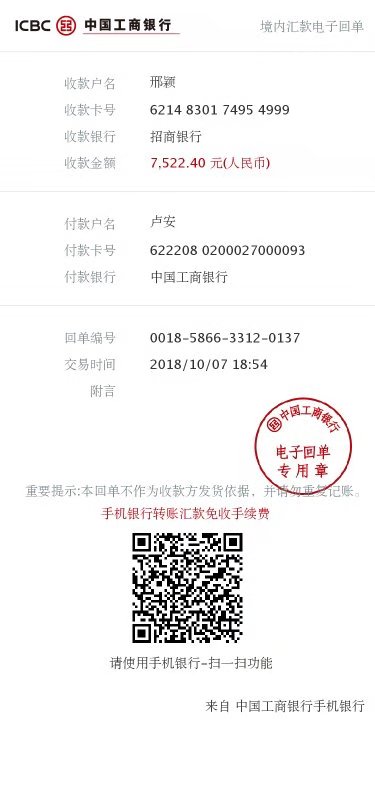 ICBC 中国工商银行 境内汇款电子回单
收款户名 邢颖
收款卡号 6214 8301 7495 4999
收款银行 招商银行
收款金额 7,522.40 元(人民币)
付款户名 卢安
付款卡号 622208 0200027000093
付款银行 中国工商银行
回单编号 0018-5866-3312-0137
交易时间 2018/10/07 18:54
附言
中国工商银行
电子回单
专用章
重要提示:本回单不作为收款方发货依据，并请勿重复记账。
手机银行转账汇款免收手续费
请使用手机银行-扫一扫功能
来自 中国工商银行手机银行